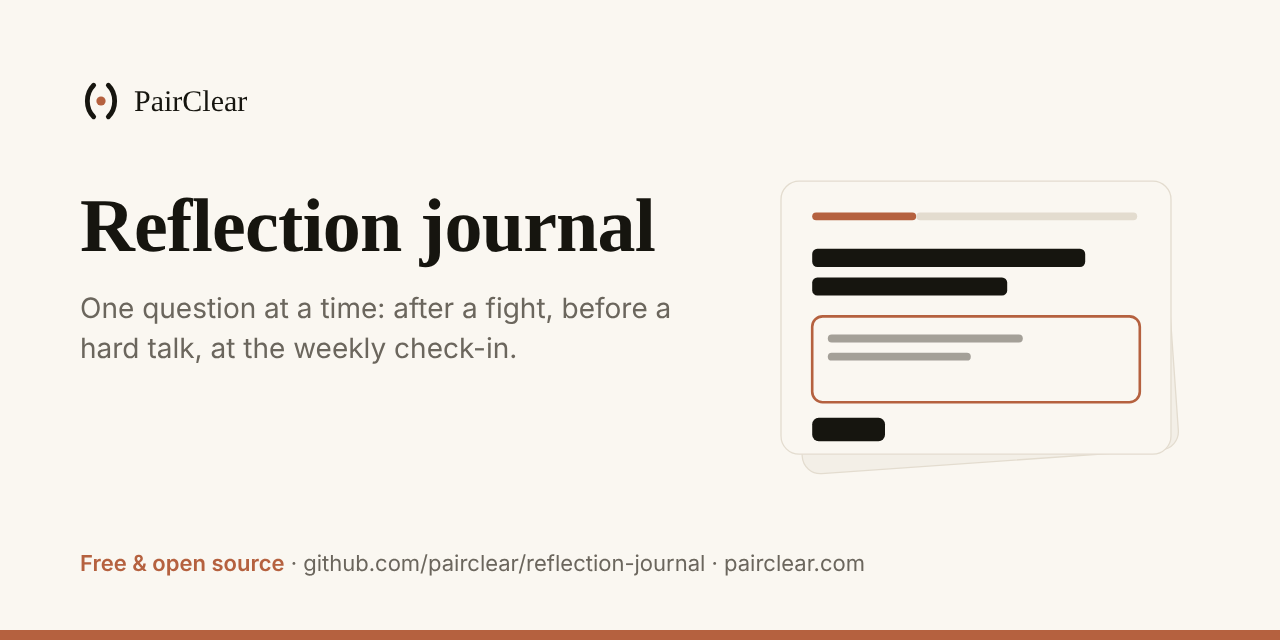 PairClear
Reflection journal
One question at a time: after a fight, before a
hard talk, at the weekly check-in.
Free & open source · github.com/pairclear/reflection-journal · pairclear.com